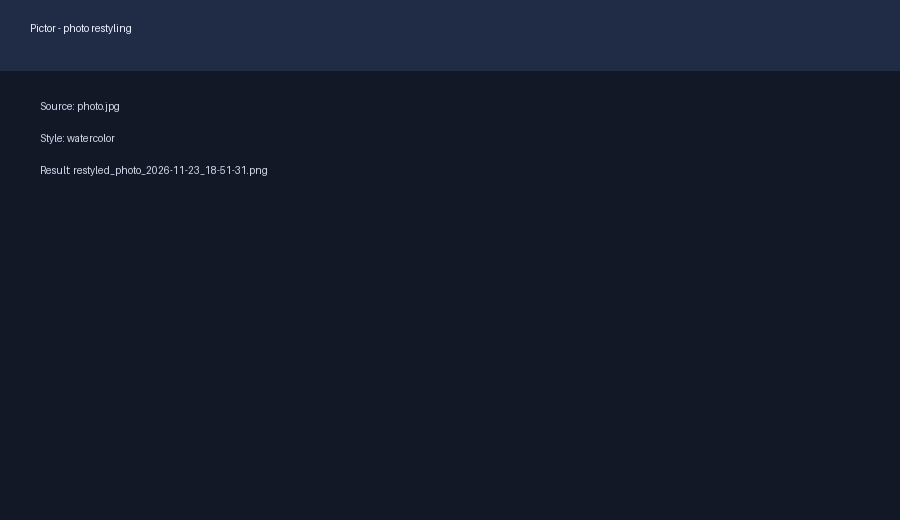 Pictor - photo restyling
Source: photo.jpg
Style: watercolor
Result: restyled_photo_2026-11-23_18-51-31.png